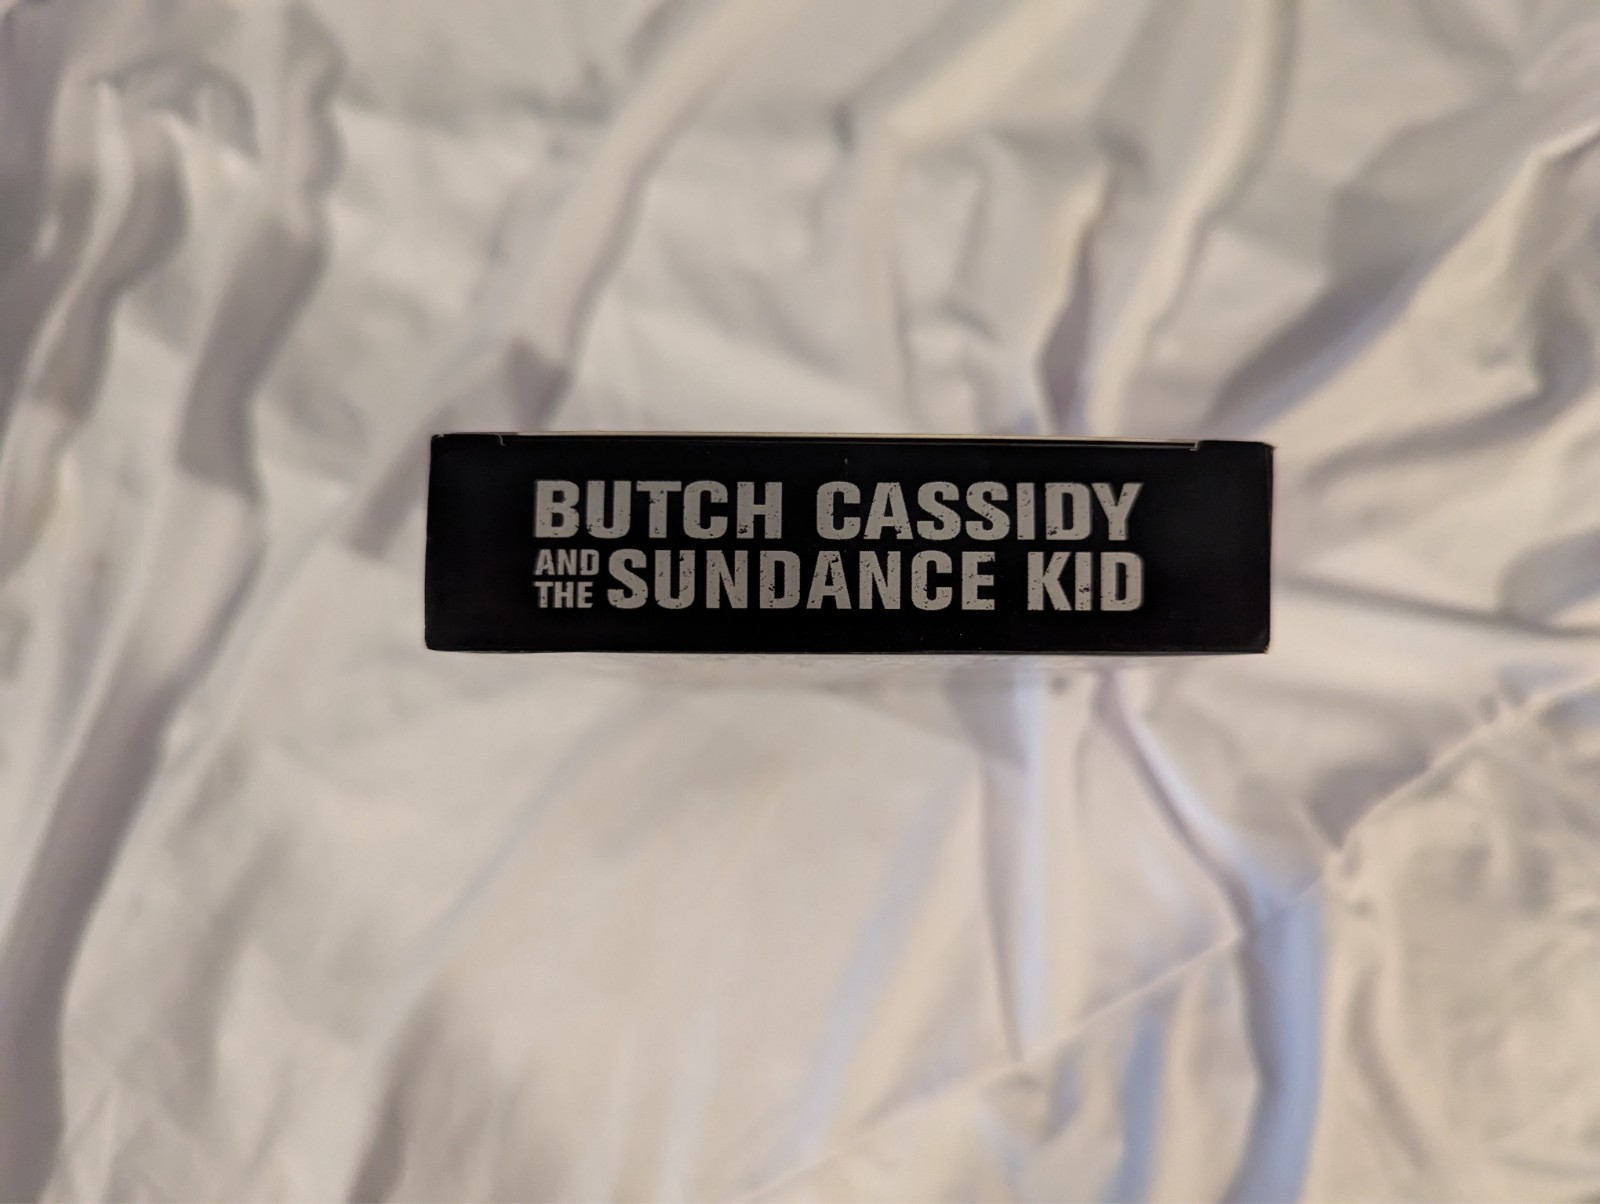 BUTCH CASSIDY
AND THE SUNDANCE KID